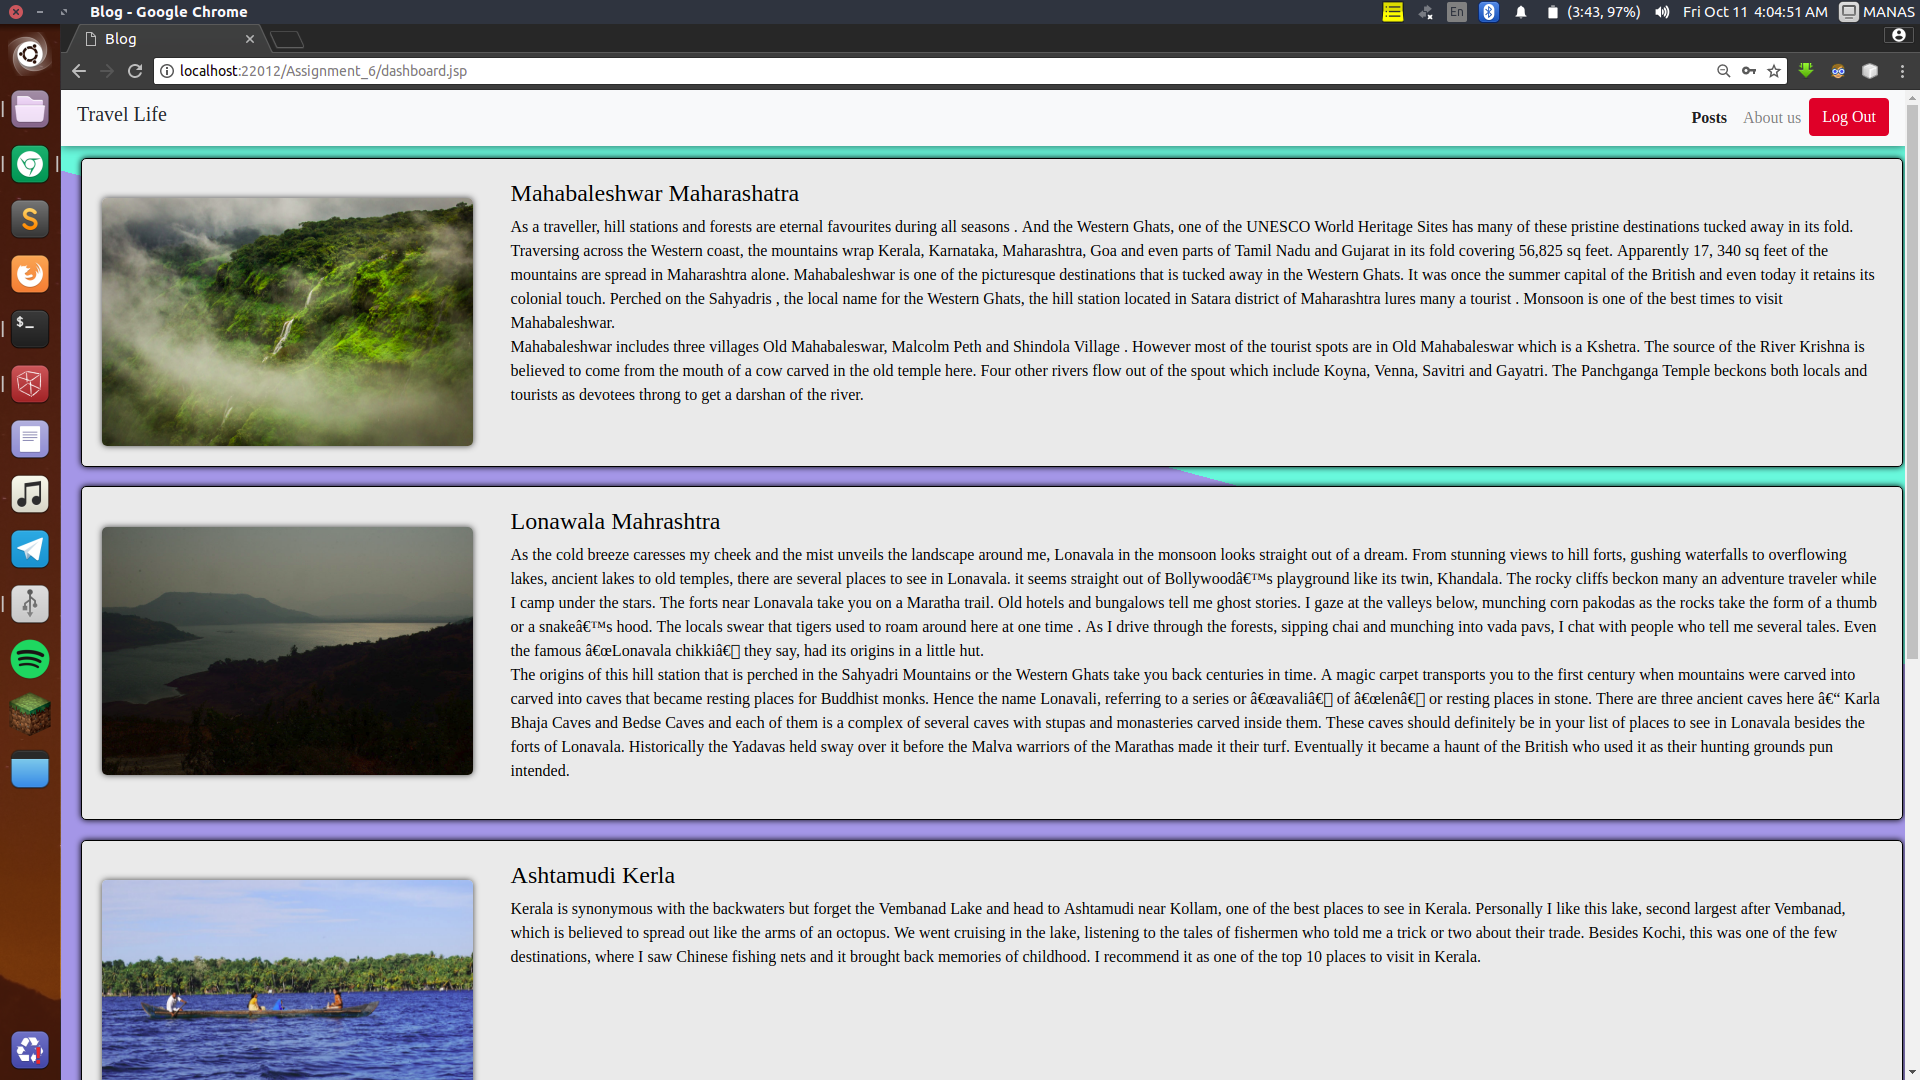 Blog - Google Chrome
En
(3:43, 97%)
Fri Oct 11 4:04:51 AM
MANAS
Blog
localhost:22012/Assignment_6/dashboard.jsp
Travel Life
Posts
About us
Log Out
Mahabaleshwar Maharashatra
As a traveller, hill stations and forests are eternal favourites during all seasons . And the Western Ghats, one of the UNESCO World Heritage Sites has many of these pristine destinations tucked away in its fold.
Traversing across the Western coast, the mountains wrap Kerala, Karnataka, Maharashtra, Goa and even parts of Tamil Nadu and Gujarat in its fold covering 56,825 sq feet. Apparently 17, 340 sq feet of the
mountains are spread in Maharashtra alone. Mahabaleshwar is one of the picturesque destinations that is tucked away in the Western Ghats. It was once the summer capital of the British and even today it retains its
colonial touch. Perched on the Sahyadris , the local name for the Western Ghats, the hill station located in Satara district of Maharashtra lures many a tourist . Monsoon is one of the best times to visit
Mahabaleshwar.
Mahabaleshwar includes three villages Old Mahabaleswar, Malcolm Peth and Shindola Village . However most of the tourist spots are in Old Mahabaleswar which is a Kshetra. The source of the River Krishna is
believed to come from the mouth of a cow carved in the old temple here. Four other rivers flow out of the spout which include Koyna, Venna, Savitri and Gayatri. The Panchganga Temple beckons both locals and
tourists as devotees throng to get a darshan of the river.
Lonawala Mahrashtra
As the cold breeze caresses my cheek and the mist unveils the landscape around me, Lonavala in the monsoon looks straight out of a dream. From stunning views to hill forts, gushing waterfalls to overflowing
lakes, ancient lakes to old temples, there are several places to see in Lonavala. it seems straight out of Bollywoodâ€™s playground like its twin, Khandala. The rocky cliffs beckon many an adventure traveler while
I camp under the stars. The forts near Lonavala take you on a Maratha trail. Old hotels and bungalows tell me ghost stories. I gaze at the valleys below, munching corn pakodas as the rocks take the form of a thumb
or a snakeâ€™s hood. The locals swear that tigers used to roam around here at one time . As I drive through the forests, sipping chai and munching into vada pavs, I chat with people who tell me several tales. Even
the famous â€œLonavala chikkiâ€▯ they say, had its origins in a little hut.
The origins of this hill station that is perched in the Sahyadri Mountains or the Western Ghats take you back centuries in time. A magic carpet transports you to the first century when mountains were carved into
carved into caves that became resting places for Buddhist monks. Hence the name Lonavali, referring to a series or â€œavaliâ€▯ of â€œlenâ€▯ or resting places in stone. There are three ancient caves here â€“ Karla
Bhaja Caves and Bedse Caves and each of them is a complex of several caves with stupas and monasteries carved inside them. These caves should definitely be in your list of places to see in Lonavala besides the
forts of Lonavala. Historically the Yadavas held sway over it before the Malva warriors of the Marathas made it their turf. Eventually it became a haunt of the British who used it as their hunting grounds pun
intended.
Ashtamudi Kerla
Kerala is synonymous with the backwaters but forget the Vembanad Lake and head to Ashtamudi near Kollam, one of the best places to see in Kerala. Personally I like this lake, second largest after Vembanad,
which is believed to spread out like the arms of an octopus. We went cruising in the lake, listening to the tales of fishermen who told me a trick or two about their trade. Besides Kochi, this was one of the few
destinations, where I saw Chinese fishing nets and it brought back memories of childhood. I recommend it as one of the top 10 places to visit in Kerala.